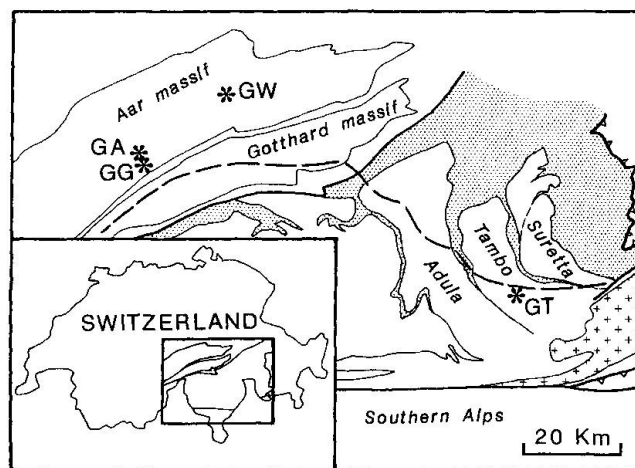 Aar massif
GW
GA
GG
Gotthard massif
Adula
Tambo
Suretta
GT
SWITZERLAND
Southern Alps
20 Km